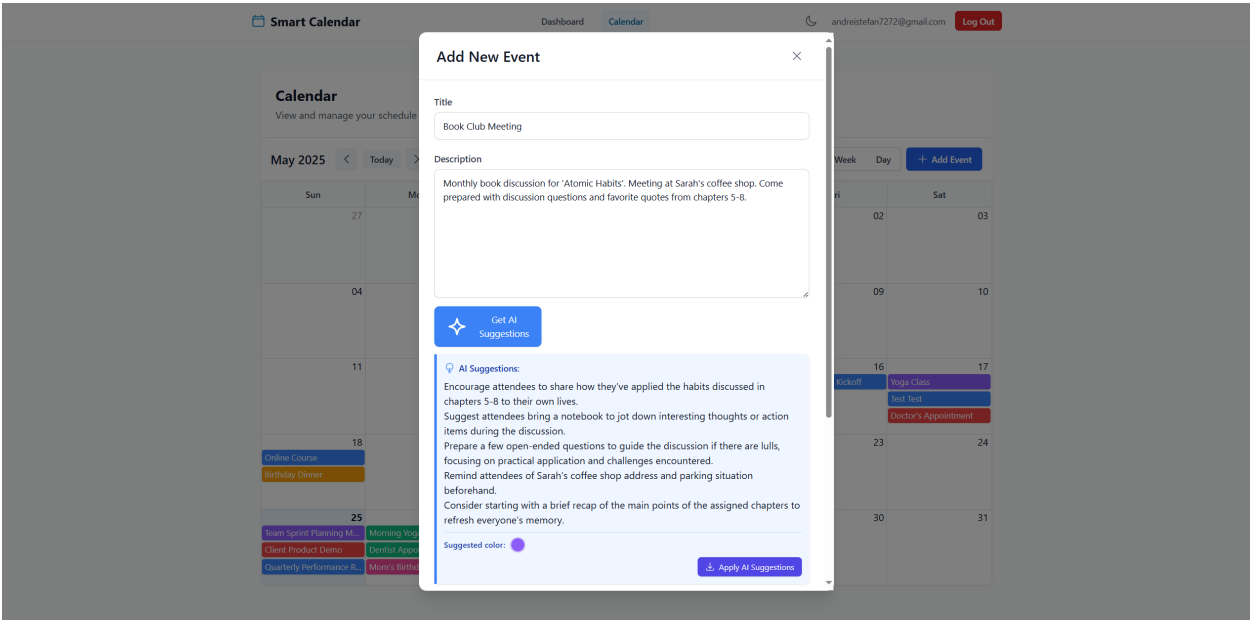 Smart Calendar
Dashboard
Calendar
andreistefan7272@gmail.com
Log Out
Calendar
View and manage your schedule
May 2025
Today
Week
Day
+ Add Event
Sun
Sat
27
02
03
04
09
10
11
16
17
Kickoff
Yoga Class
Test Test
Doctor's Appointment
18
23
24
Online Course
Birthday Dinner
25
30
31
Team Sprint Planning M...
Morning Yog
Client Product Demo
Dentist Appo
Quarterly Performance R...
Mom's Birthd
Add New Event
Title
Book Club Meeting
Description
Monthly book discussion for 'Atomic Habits'. Meeting at Sarah's coffee shop. Come
prepared with discussion questions and favorite quotes from chapters 5-8.
Get AI
Suggestions
AI Suggestions:
Encourage attendees to share how they've applied the habits discussed in
chapters 5-8 to their own lives.
Suggest attendees bring a notebook to jot down interesting thoughts or action
items during the discussion.
Prepare a few open-ended questions to guide the discussion if there are lulls,
focusing on practical application and challenges encountered.
Remind attendees of Sarah's coffee shop address and parking situation
beforehand.
Consider starting with a brief recap of the main points of the assigned chapters to
refresh everyone's memory.
Suggested color:
Apply AI Suggestions